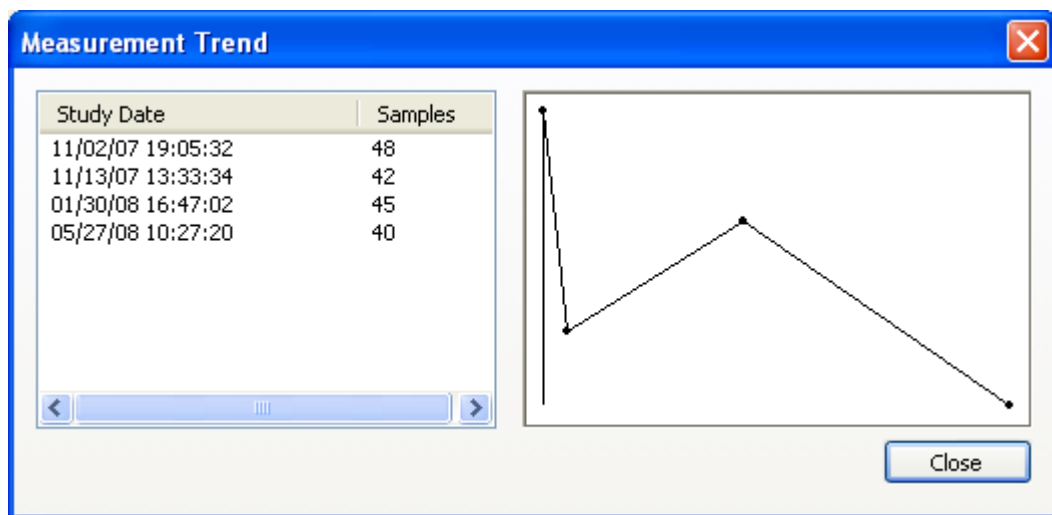 Measurement Trend
Study Date Samples
11/02/07 19:05:32 48
11/13/07 13:33:34 42
01/30/08 16:47:02 45
05/27/08 10:27:20 40
Close